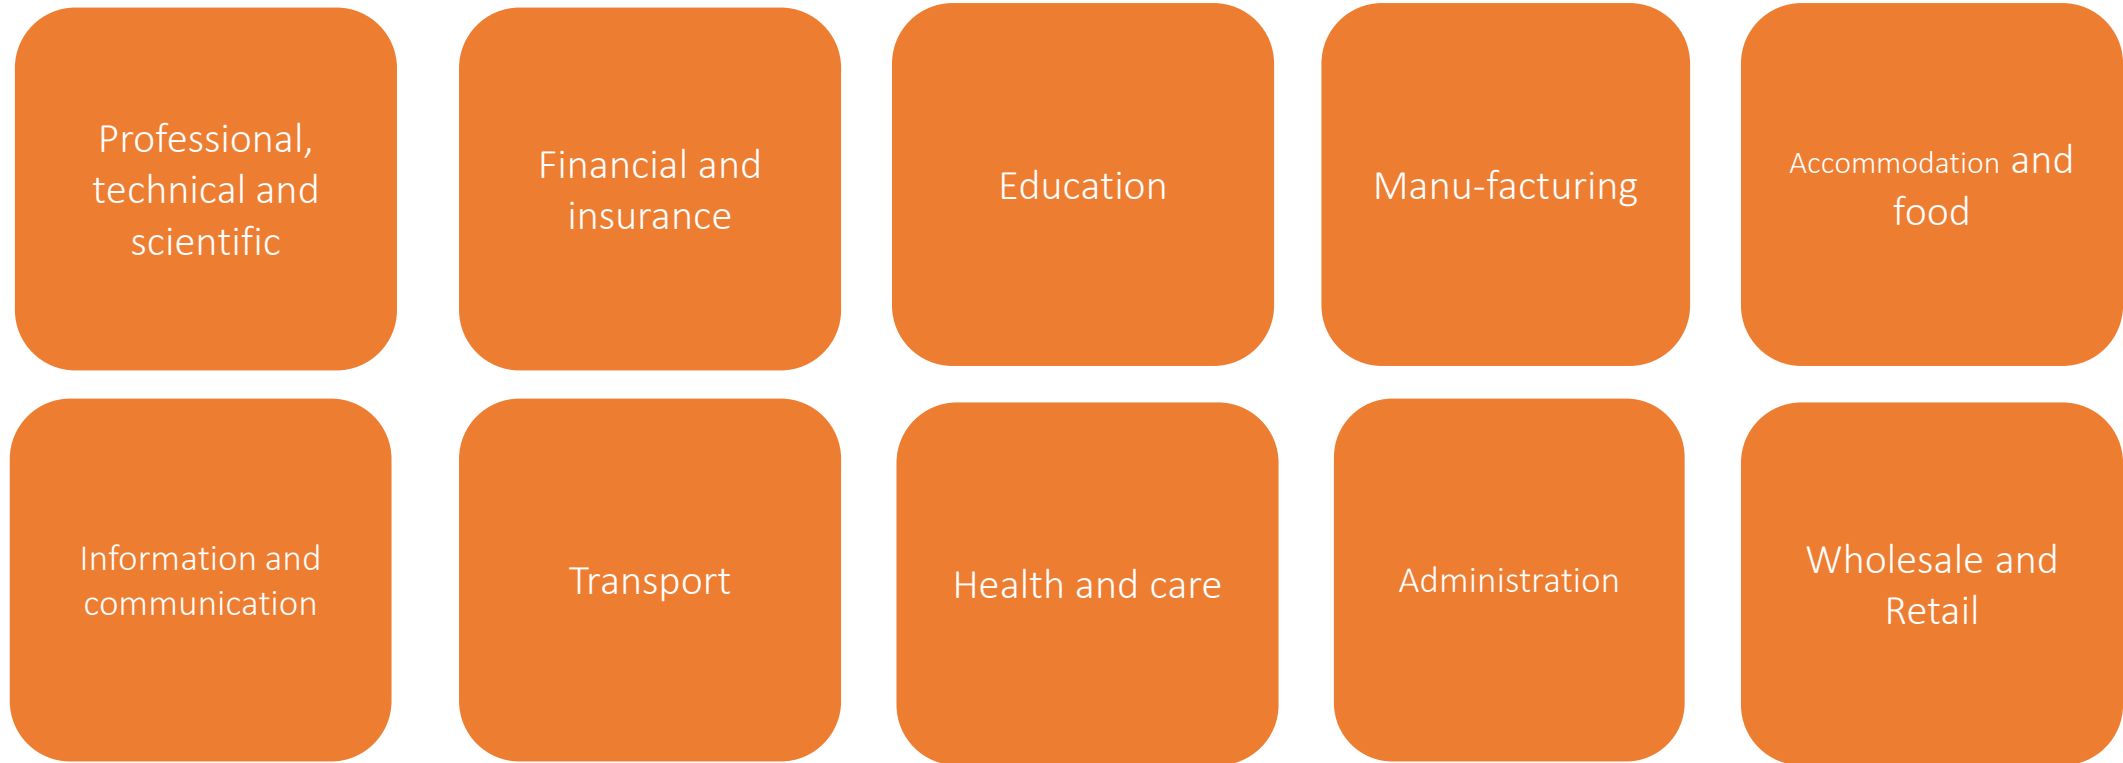 Professional,
technical and
scientific
Financial and
insurance
Education
Manu-facturing
Accommodation and
food
Information and
communication
Transport
Health and care
Administration
Wholesale and
Retail